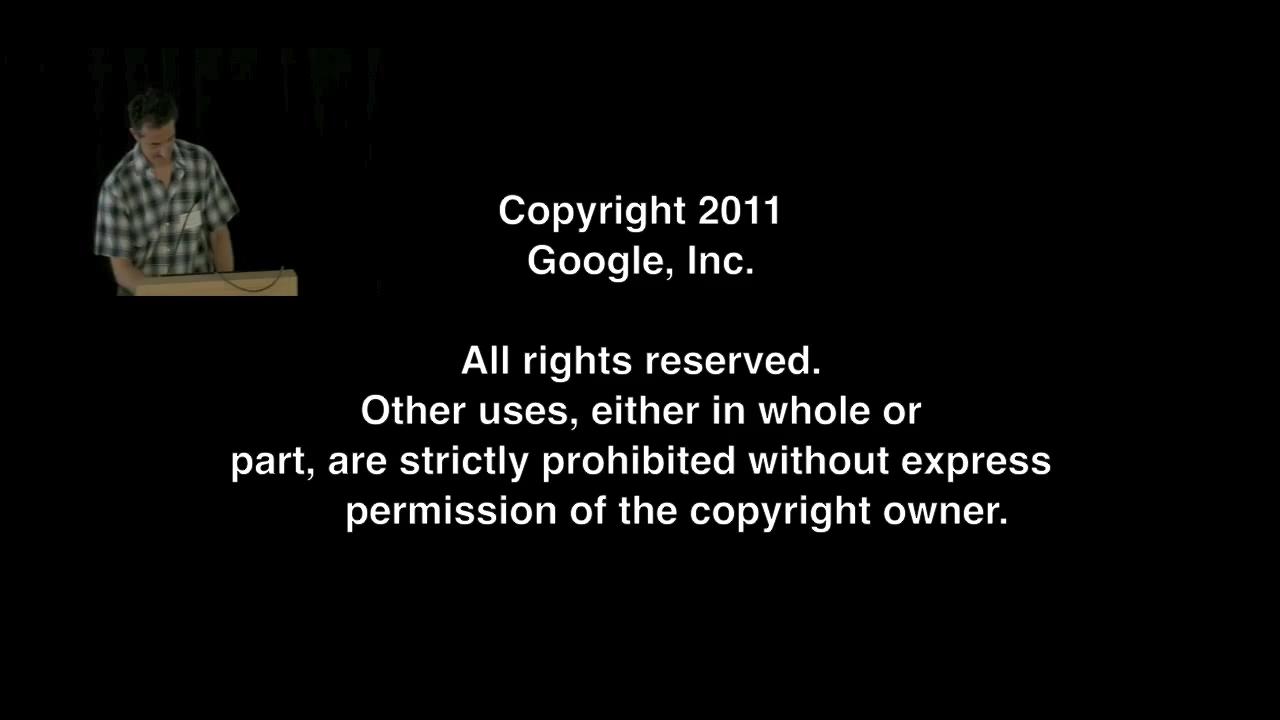 Copyright 2011
Google, Inc.
All rights reserved.
Other uses, either in whole or
part, are strictly prohibited without express
permission of the copyright owner.